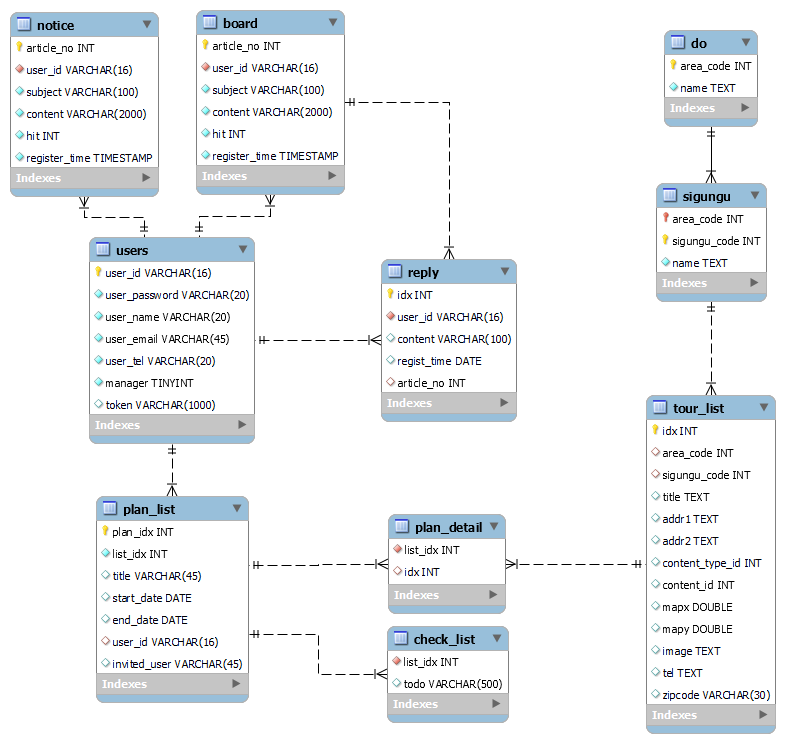 notice
article_no INT
user_id VARCHAR(16)
subject VARCHAR(100)
content VARCHAR(2000)
hit INT
register_time TIMESTAMP
Indexes
board
article_no INT
user_id VARCHAR(16)
subject VARCHAR(100)
content VARCHAR(2000)
hit INT
register_time TIMESTAMP
Indexes
do
area_code INT
name TEXT
Indexes
sigungu
area_code INT
sigungu_code INT
name TEXT
Indexes
users
user_id VARCHAR(16)
user_password VARCHAR(20)
user_name VARCHAR(20)
user_email VARCHAR(45)
user_tel VARCHAR(20)
manager TINYINT
token VARCHAR(1000)
Indexes
reply
idx INT
user_id VARCHAR(16)
content VARCHAR(100)
regist_time DATE
article_no INT
Indexes
tour_list
idx INT
area_code INT
sigungu_code INT
title TEXT
addr1 TEXT
addr2 TEXT
content_type_id INT
content_id INT
mapx DOUBLE
mapy DOUBLE
image TEXT
tel TEXT
zipcode VARCHAR(30)
Indexes
plan_list
plan_idx INT
list_idx INT
title VARCHAR(45)
start_date DATE
end_date DATE
user_id VARCHAR(16)
invited_user VARCHAR(45)
Indexes
plan_detail
list_idx INT
idx INT
Indexes
check_list
list_idx INT
todo VARCHAR(500)
Indexes